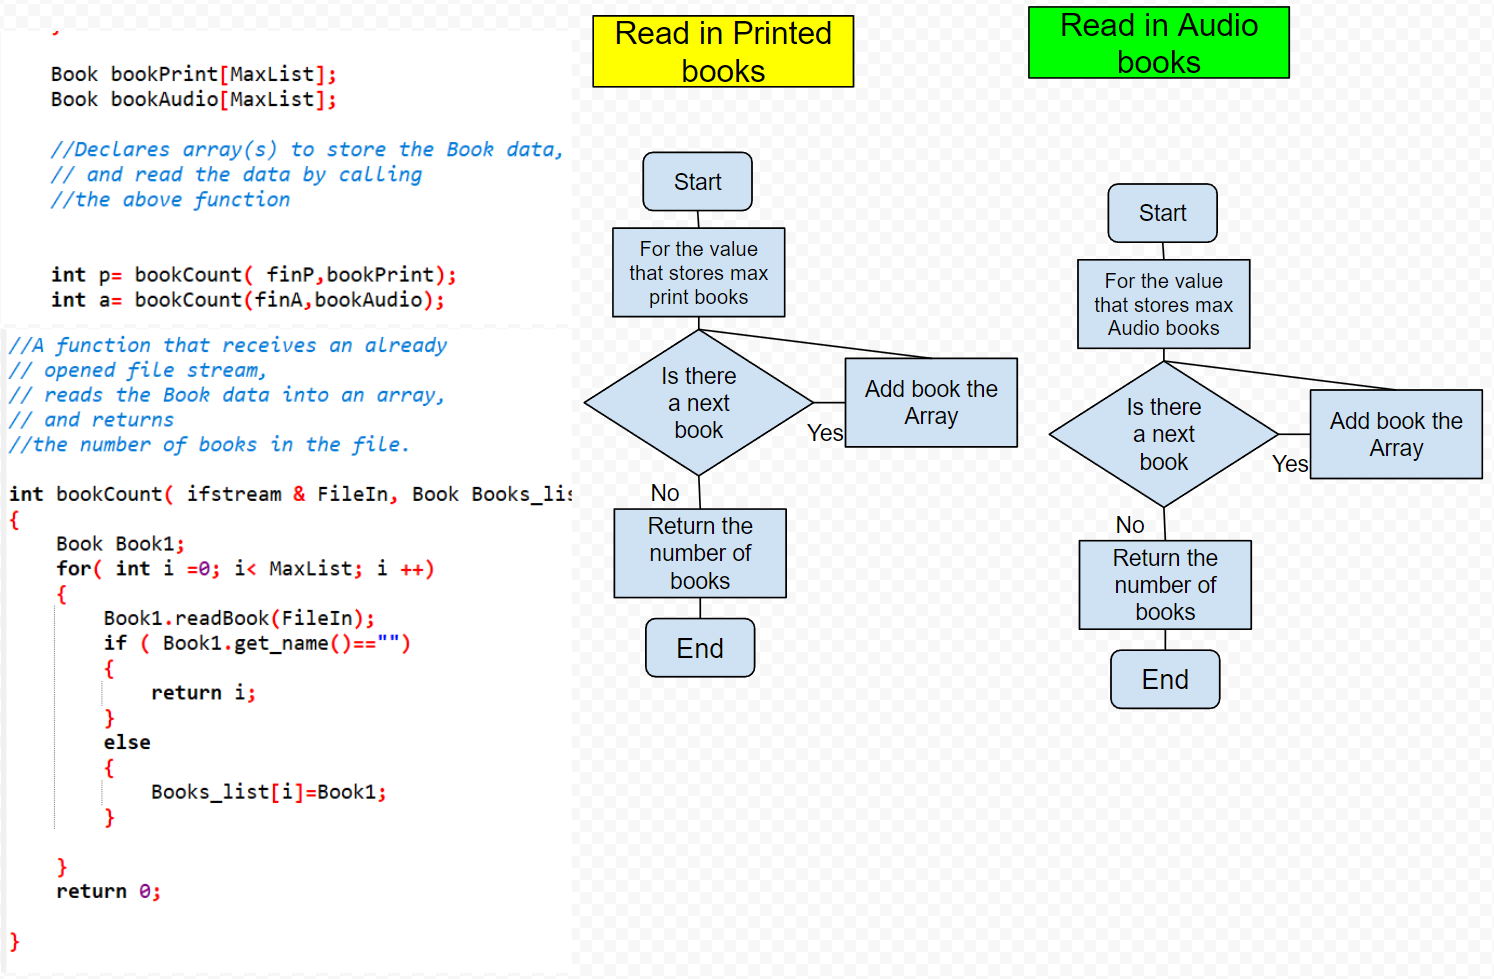 Book bookPrint[MaxList];
Book bookAudio[MaxList];
//Declares array(s) to store the Book data,
// and read the data by calling
//the above function
int p= bookCount( finP,bookPrint);
int a= bookCount(finA,bookAudio);
//A function that receives an already
// opened file stream,
// reads the Book data into an array,
// and returns
//the number of books in the file.
int bookCount( ifstream & FileIn, Book Books_lis
{
Book Book1;
for( int i =0; i< MaxList; i ++)
{
Book1.readBook(FileIn);
if ( Book1.get_name()=="")
{
return i;
}
else
{
Books_list[i]=Book1;
}
}
return 0;
}
Read in Printed
books
Start
For the value
that stores max
print books
Is there
a next
book
Yes
Add book the
Array
No
Return the
number of
books
End
Read in Audio
books
Start
For the value
that stores max
Audio books
Is there
a next
book
Yes
Add book the
Array
No
Return the
number of
books
End